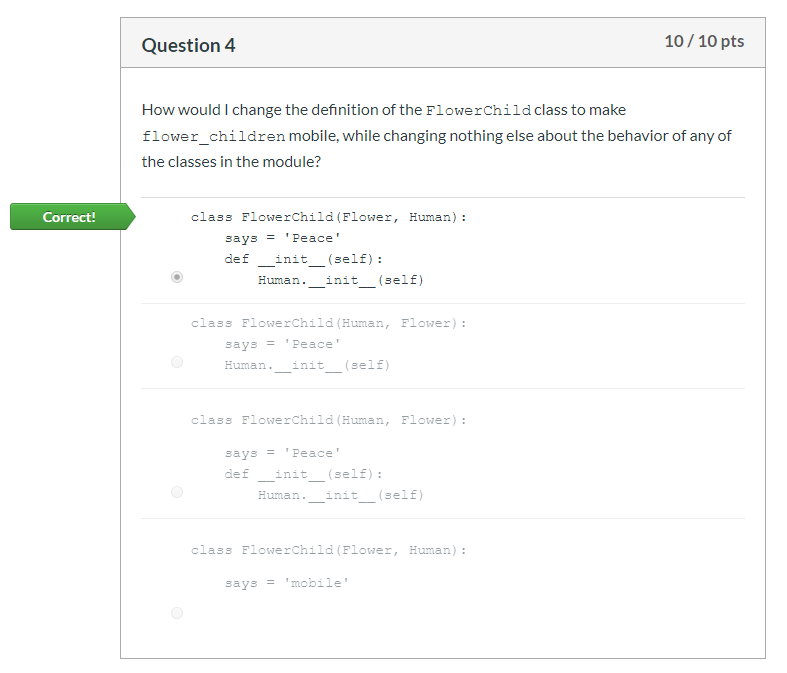 Question 4
10 / 10 pts
How would I change the definition of the FlowerChild class to make
flower_children mobile, while changing nothing else about the behavior of any of
the classes in the module?
Correct!
class FlowerChild(Flower, Human):
    says = 'Peace'
    def __init__(self):
        Human.__init__(self)
class FlowerChild(Human, Flower):
    says = 'Peace'
    Human.__init__(self)
class FlowerChild(Human, Flower):
    says = 'Peace'
    def __init__(self):
        Human.__init__(self)
class FlowerChild(Flower, Human):
    says = 'mobile'